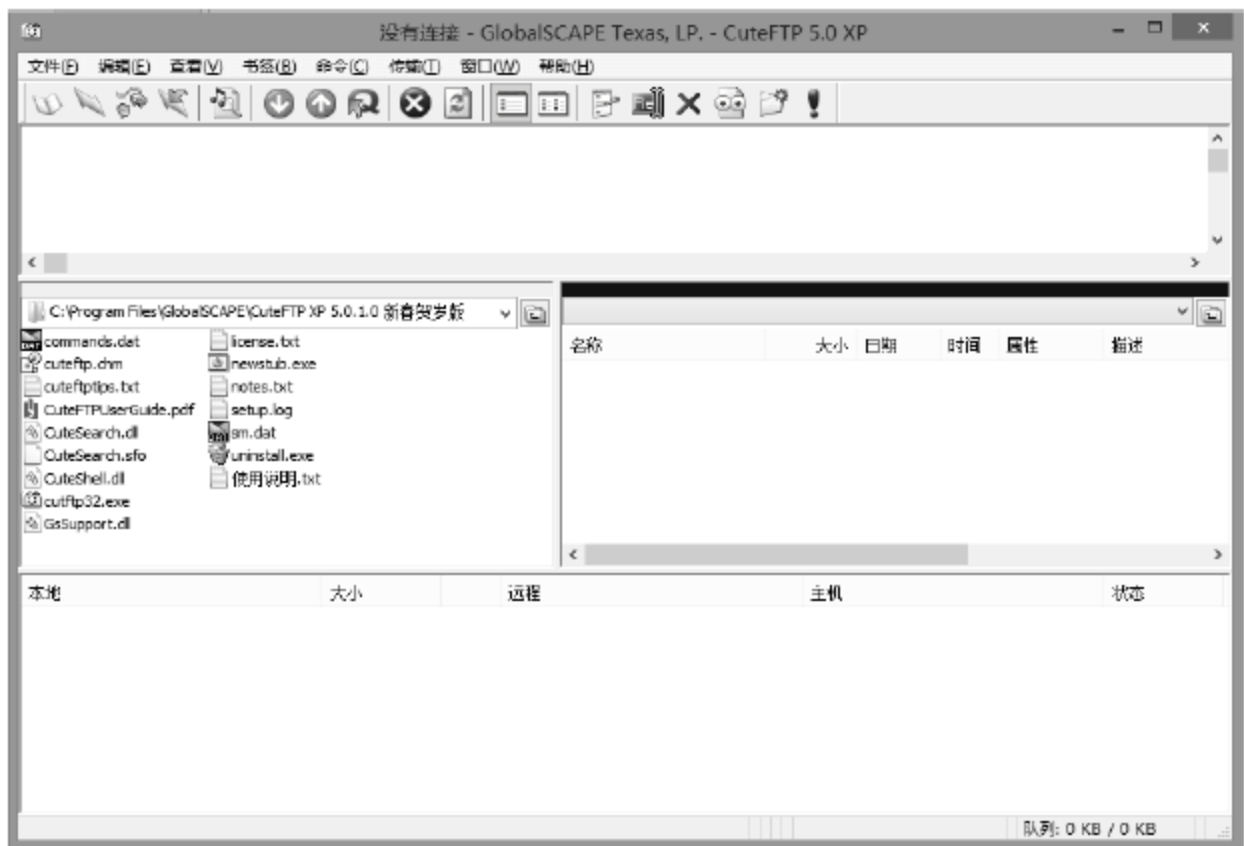 没有连接 - GlobalSCAPE Texas, LP. - CuteFTP 5.0 XP
文件(F) 编辑(E) 查看(V) 书签(B) 命令(C) 传输(T) 窗口(W) 帮助(H)
C:\Program Files\GlobalSCAPE\CuteFTP XP 5.0.1.0 新春贺岁版
commands.dat
cuteftp.chm
cuteftptips.txt
CuteFTPUserGuide.pdf
CuteSearch.dll
CuteSearch.sfo
CuteShell.dll
cutftp32.exe
GsSupport.dll
license.txt
newstub.exe
notes.txt
setup.log
sm.dat
uninstall.exe
使用说明.txt
名称 大小 日期 时间 属性 描述
本地 大小 远程 主机 状态
队列: 0 KB / 0 KB